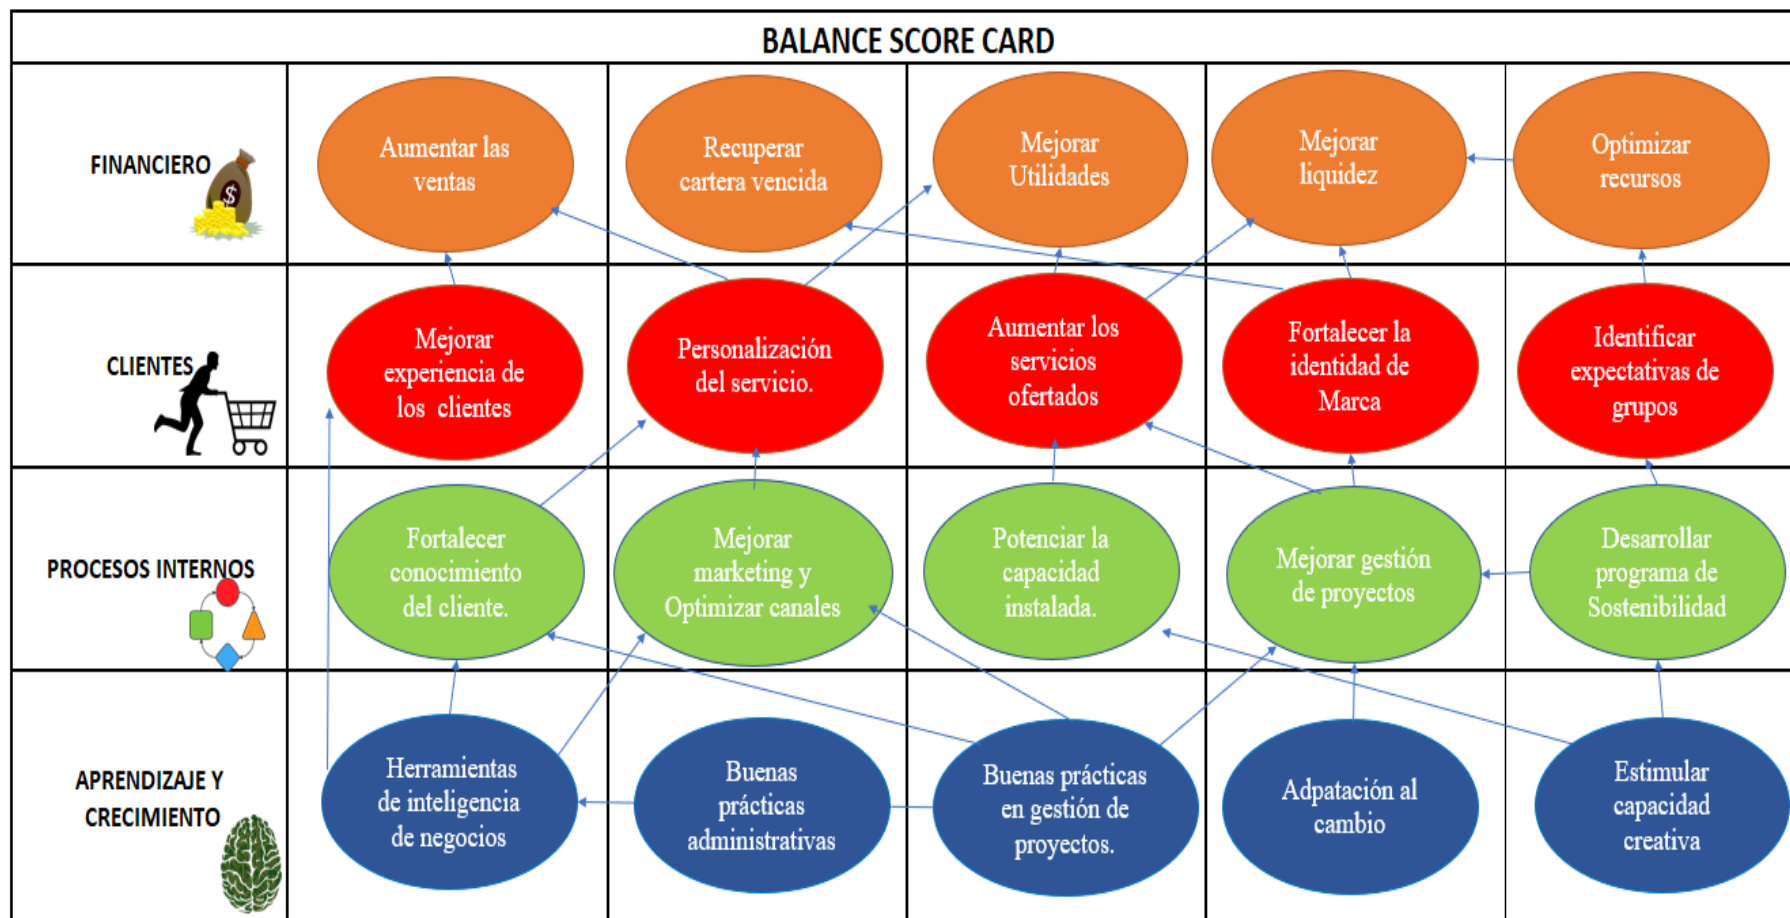 BALANCE SCORE CARD
FINANCIERO
$
Aumentar las
ventas
Recuperar
cartera vencida
Mejorar
Utilidades
Mejorar
liquidez
Optimizar
recursos
CLIENTES
Mejorar
experiencia de
los clientes
Personalización
del servicio.
Aumentar los
servicios
ofertados
Fortalecer la
identidad de
Marca
Identificar
expectativas de
grupos
PROCESOS INTERNOS
Fortalecer
conocimiento
del cliente.
Mejorar
marketing y
Optimizar canales
Potenciar la
capacidad
instalada.
Mejorar gestión
de proyectos
Desarrollar
programa de
Sostenibilidad
APRENDIZAJE Y
CRECIMIENTO
Herramientas
de inteligencia
de negocios
Buenas
prácticas
administrativas
Buenas prácticas
en gestión de
proyectos.
Adpatación al
cambio
Estimular
capacidad
creativa